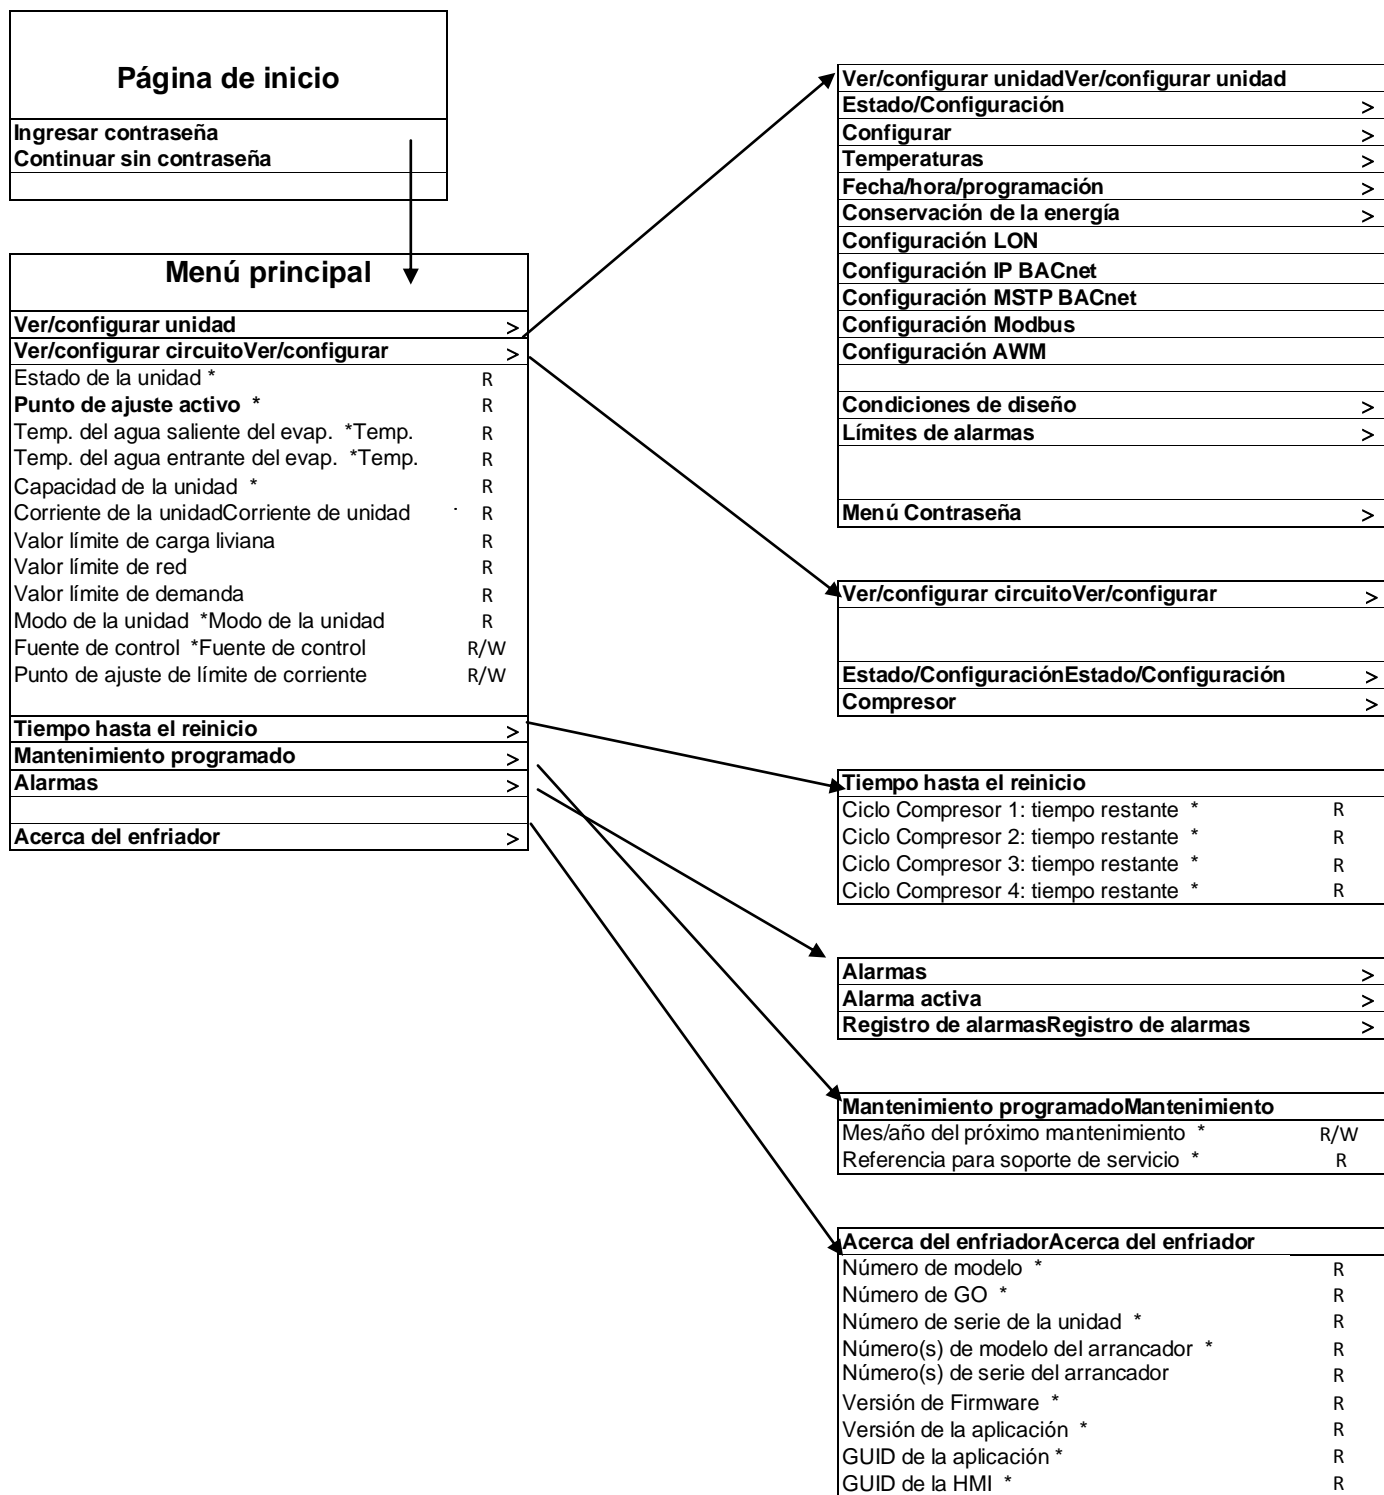 Página de inicio
Ingresar contraseña
Continuar sin contraseña
Menú principal
Ver/configurar unidad >
Ver/configurar circuitoVer/configurar >
Estado de la unidad * R
Punto de ajuste activo * R
Temp. del agua saliente del evap. *Temp. R
Temp. del agua entrante del evap. *Temp. R
Capacidad de la unidad * R
Corriente de la unidadCorriente de unidad R
Valor límite de carga liviana R
Valor límite de red R
Valor límite de demanda R
Modo de la unidad *Modo de la unidad R
Fuente de control *Fuente de control R/W
Punto de ajuste de límite de corriente R/W
Tiempo hasta el reinicio >
Mantenimiento programado >
Alarmas >
Acerca del enfriador >
Ver/configurar unidadVer/configurar unidad
Estado/Configuración >
Configurar >
Temperaturas >
Fecha/hora/programación >
Conservación de la energía >
Configuración LON
Configuración IP BACnet
Configuración MSTP BACnet
Configuración Modbus
Configuración AWM
Condiciones de diseño >
Límites de alarmas >
Menú Contraseña >
Ver/configurar circuitoVer/configurar >
Estado/ConfiguraciónEstado/Configuración >
Compresor >
Tiempo hasta el reinicio
Ciclo Compresor 1: tiempo restante * R
Ciclo Compresor 2: tiempo restante * R
Ciclo Compresor 3: tiempo restante * R
Ciclo Compresor 4: tiempo restante * R
Alarmas >
Alarma activa >
Registro de alarmasRegistro de alarmas >
Mantenimiento programadoMantenimiento
Mes/año del próximo mantenimiento * R/W
Referencia para soporte de servicio * R
Acerca del enfriadorAcerca del enfriador
Número de modelo * R
Número de GO * R
Número de serie de la unidad * R
Número(s) de modelo del arrancador * R
Número(s) de serie del arrancador R
Versión de Firmware * R
Versión de la aplicación * R
GUID de la aplicación * R
GUID de la HMI * R